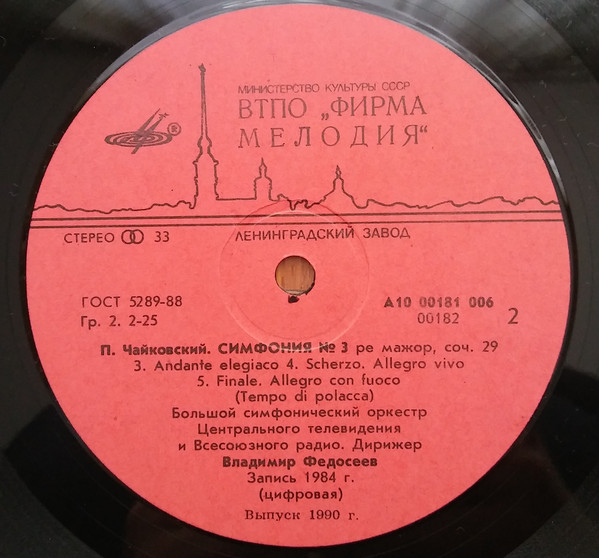 МИНИСТЕРСТВО КУЛЬТУРЫ СССР
ВТПО „ФИРМА
МЕЛОДИЯ“
®
СТЕРЕО 33
ЛЕНИНГРАДСКИЙ ЗАВОД
ГОСТ 5289-88
Гр. 2. 2-25
А10 00181 006
00182 2
П. Чайковский. СИМФОНИЯ № 3 ре мажор, соч. 29
3. Andante elegiaco 4. Scherzo. Allegro vivo
5. Finale. Allegro con fuoco
(Tempo di polacca)
Большой симфонический оркестр
Центрального телевидения
и Всесоюзного радио. Дирижер
Владимир Федосеев
Запись 1984 г.
(цифровая)
Выпуск 1990 г.